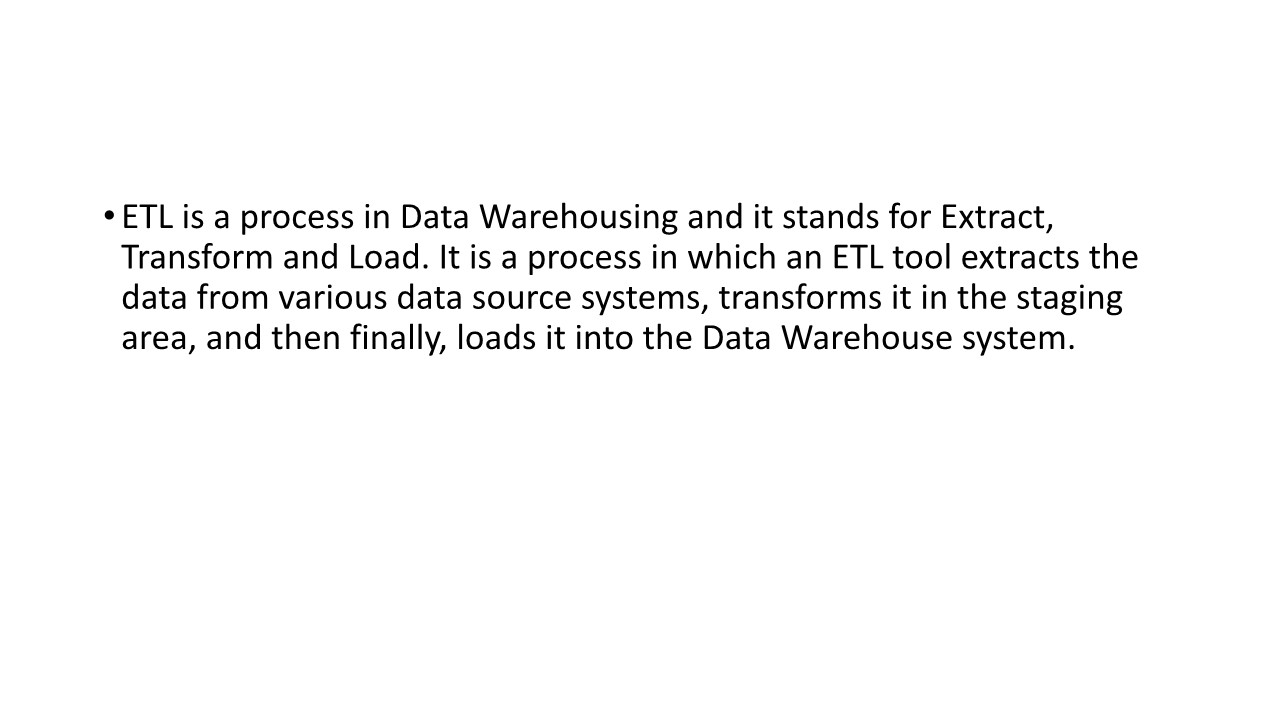 • ETL is a process in Data Warehousing and it stands for Extract,
Transform and Load. It is a process in which an ETL tool extracts the
data from various data source systems, transforms it in the staging
area, and then finally, loads it into the Data Warehouse system.